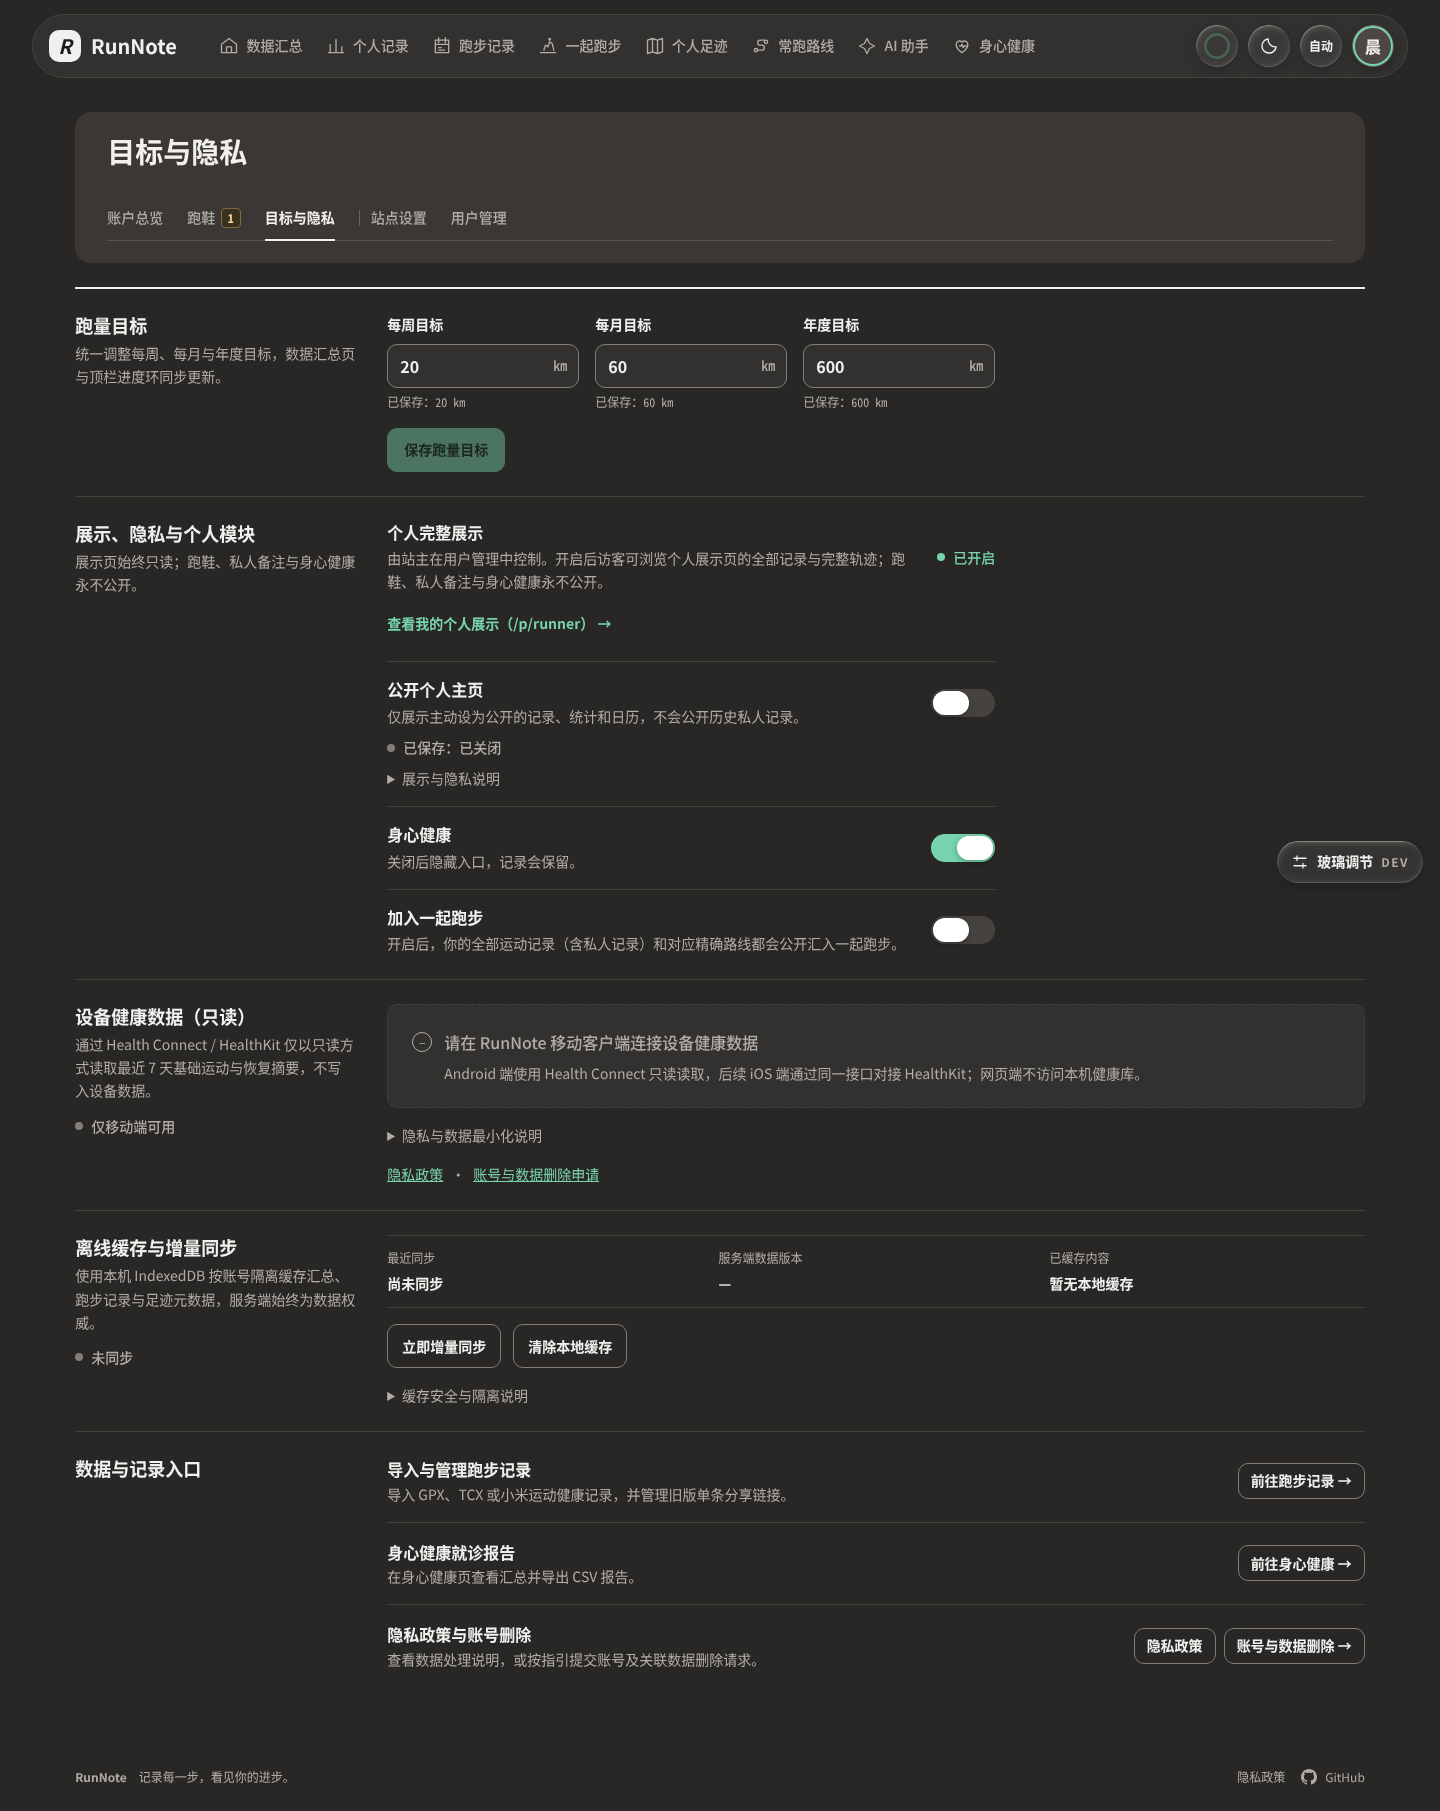 R RunNote 数据汇总 个人记录 跑步记录 一起跑步 个人足迹 常跑路线 AI 助手 身心健康 自动 晨
目标与隐私
账户总览 跑鞋 1 目标与隐私 站点设置 用户管理
跑量目标
统一调整每周、每月与年度目标，数据汇总页
与顶栏进度环同步更新。
每周目标 每月目标 年度目标
20 km 60 km 600 km
已保存：20 km 已保存：60 km 已保存：600 km
保存跑量目标
展示、隐私与个人模块
展示页始终只读；跑鞋、私人备注与身心健康
永不公开。
个人完整展示
由站主在用户管理中控制。开启后访客可浏览个人展示页的全部记录与完整轨迹；跑
鞋、私人备注与身心健康永不公开。
已开启
查看我的个人展示（/p/runner） →
公开个人主页
仅展示主动设为公开的记录、统计和日历，不会公开历史私人记录。
已保存：已关闭
展示与隐私说明
身心健康
关闭后隐藏入口，记录会保留。
玻璃调节 DEV
加入一起跑步
开启后，你的全部运动记录（含私人记录）和对应精确路线都会公开汇入一起跑步。
设备健康数据（只读）
通过 Health Connect / HealthKit 仅以只读方
式读取最近 7 天基础运动与恢复摘要，不写
入设备数据。
仅移动端可用
请在 RunNote 移动客户端连接设备健康数据
Android 端使用 Health Connect 只读读取，后续 iOS 端通过同一接口对接 HealthKit；网页端不访问本机健康库。
隐私与数据最小化说明
隐私政策 · 账号与数据删除申请
离线缓存与增量同步
使用本机 IndexedDB 按账号隔离缓存汇总、
跑步记录与足迹元数据，服务端始终为数据权
威。
未同步
最近同步 服务端数据版本 已缓存内容
尚未同步 — 暂无本地缓存
立即增量同步 清除本地缓存
缓存安全与隔离说明
数据与记录入口
导入与管理跑步记录
导入 GPX、TCX 或小米运动健康记录，并管理旧版单条分享链接。
前往跑步记录 →
身心健康就诊报告
在身心健康页查看汇总并导出 CSV 报告。
前往身心健康 →
隐私政策与账号删除
查看数据处理说明，或按指引提交账号及关联数据删除请求。
隐私政策 账号与数据删除 →
RunNote 记录每一步，看见你的进步。 隐私政策 GitHub